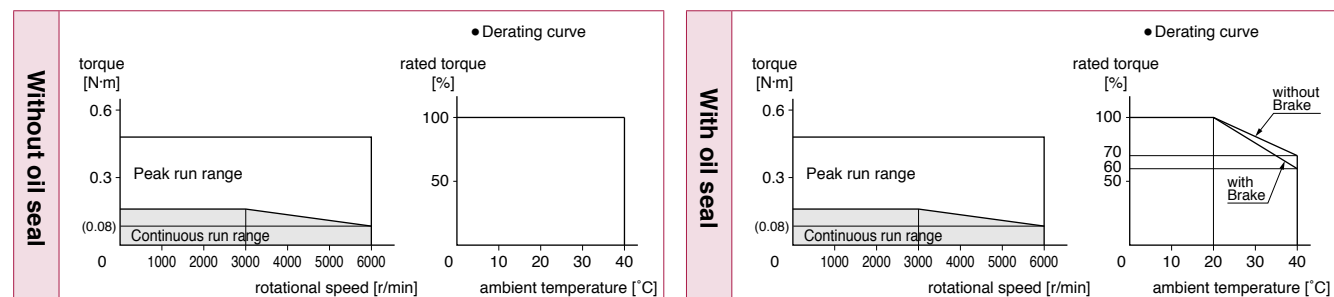 Without oil seal
● Derating curve
torque
[N·m]
0.6
0.3
(0.08)
0
Peak run range
Continuous run range
1000 2000 3000 4000 5000 6000
rotational speed [r/min]
rated torque
[%]
100
50
0 10 20 30 40
ambient temperature [˚C]
With oil seal
● Derating curve
torque
[N·m]
0.6
0.3
(0.08)
0
Peak run range
Continuous run range
1000 2000 3000 4000 5000 6000
rotational speed [r/min]
rated torque
[%]
without
Brake
100
70
60
50
with
Brake
0 10 20 30 40
ambient temperature [˚C]